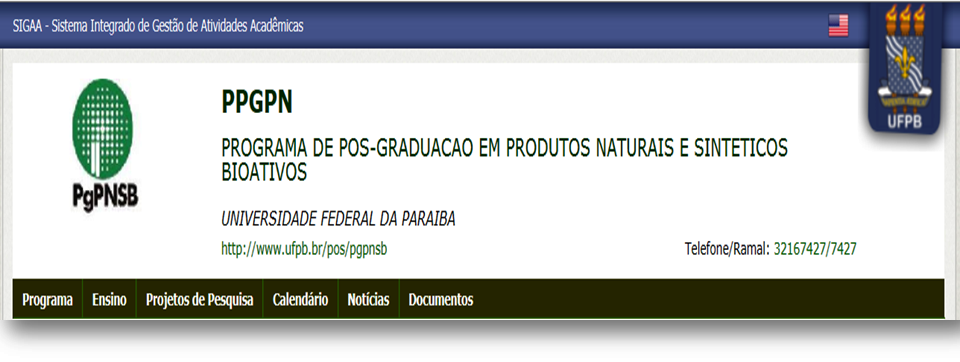 SIGAA - Sistema Integrado de Gestão de Atividades Acadêmicas
UFPB
PgPNSB
PPGPN
PROGRAMA DE POS-GRADUACAO EM PRODUTOS NATURAIS E SINTETICOS
BIOATIVOS
UNIVERSIDADE FEDERAL DA PARAIBA
http://www.ufpb.br/pos/pgpnsb
Telefone/Ramal: 32167427/7427
Programa Ensino Projetos de Pesquisa Calendário Notícias Documentos